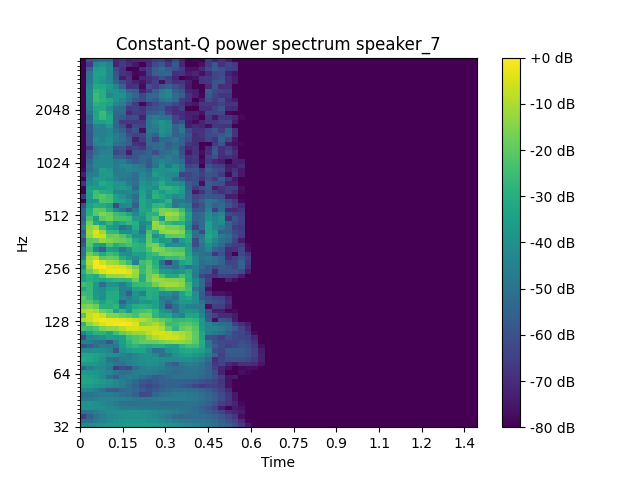 Constant-Q power spectrum speaker_7
+0 dB
2048
-10 dB
1024
-20 dB
512
-30 dB
Hz
-40 dB
256
-50 dB
128
-60 dB
64
-70 dB
32
-80 dB
0 0.15 0.3 0.45 0.6 0.75 0.9 1.1 1.2 1.4
Time